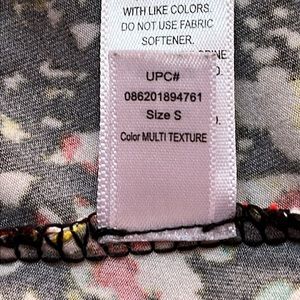 WITH LIKE COLORS.
DO NOT USE FABRIC
SOFTENER.
UPC#
086201894761
Size S
Color MULTI TEXTURE